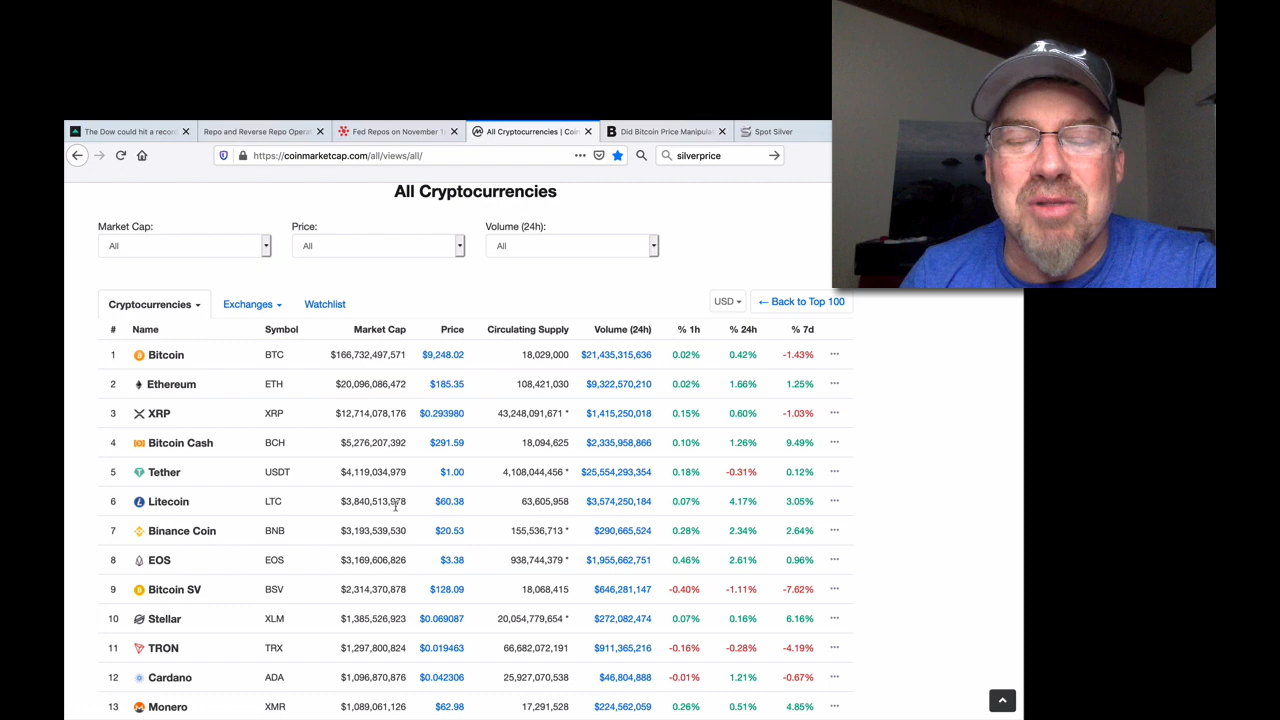 The Dow could hit a recor
Repo and Reverse Repo Operat
Fed Repos on November
All Cryptocurrencies | Coin
Did Bitcoin Price Manipulat
Spot Silver
https://coinmarketcap.com/all/views/all/
silverprice
All Cryptocurrencies
Market Cap: Price: Volume (24h):
All All All
Cryptocurrencies Exchanges Watchlist USD ← Back to Top 100
# Name Symbol Market Cap Price Circulating Supply Volume (24h) % 1h % 24h % 7d
1 Bitcoin BTC $166,732,497,571 $9,248.02 18,029,000 $21,435,315,636 0.02% 0.42% -1.43%
2 Ethereum ETH $20,096,086,472 $185.35 108,421,030 $9,322,570,210 0.02% 1.66% 1.25%
3 XRP XRP $12,714,078,176 $0.293980 43,248,091,671 * $1,415,250,018 0.15% 0.60% -1.03%
4 Bitcoin Cash BCH $5,276,207,392 $291.59 18,094,625 $2,335,958,866 0.10% 1.26% 9.49%
5 Tether USDT $4,119,034,979 $1.00 4,108,044,456 * $25,554,293,354 0.18% -0.31% 0.12%
6 Litecoin LTC $3,840,513,978 $60.38 63,605,958 $3,574,250,184 0.07% 4.17% 3.05%
7 Binance Coin BNB $3,193,539,530 $20.53 155,536,713 * $290,665,524 0.28% 2.34% 2.64%
8 EOS EOS $3,169,606,826 $3.38 938,744,379 * $1,955,662,751 0.46% 2.61% 0.96%
9 Bitcoin SV BSV $2,314,370,878 $128.09 18,068,415 $646,281,147 -0.40% -1.11% -7.62%
10 Stellar XLM $1,385,526,923 $0.069087 20,054,779,654 * $272,082,474 0.07% 0.16% 6.16%
11 TRON TRX $1,297,800,824 $0.019463 66,682,072,191 $911,365,216 -0.16% -0.28% -4.19%
12 Cardano ADA $1,096,870,876 $0.042306 25,927,070,538 $46,804,888 -0.01% 1.21% -0.67%
13 Monero XMR $1,089,061,126 $62.98 17,291,528 $224,562,059 0.26% 0.51% 4.85%